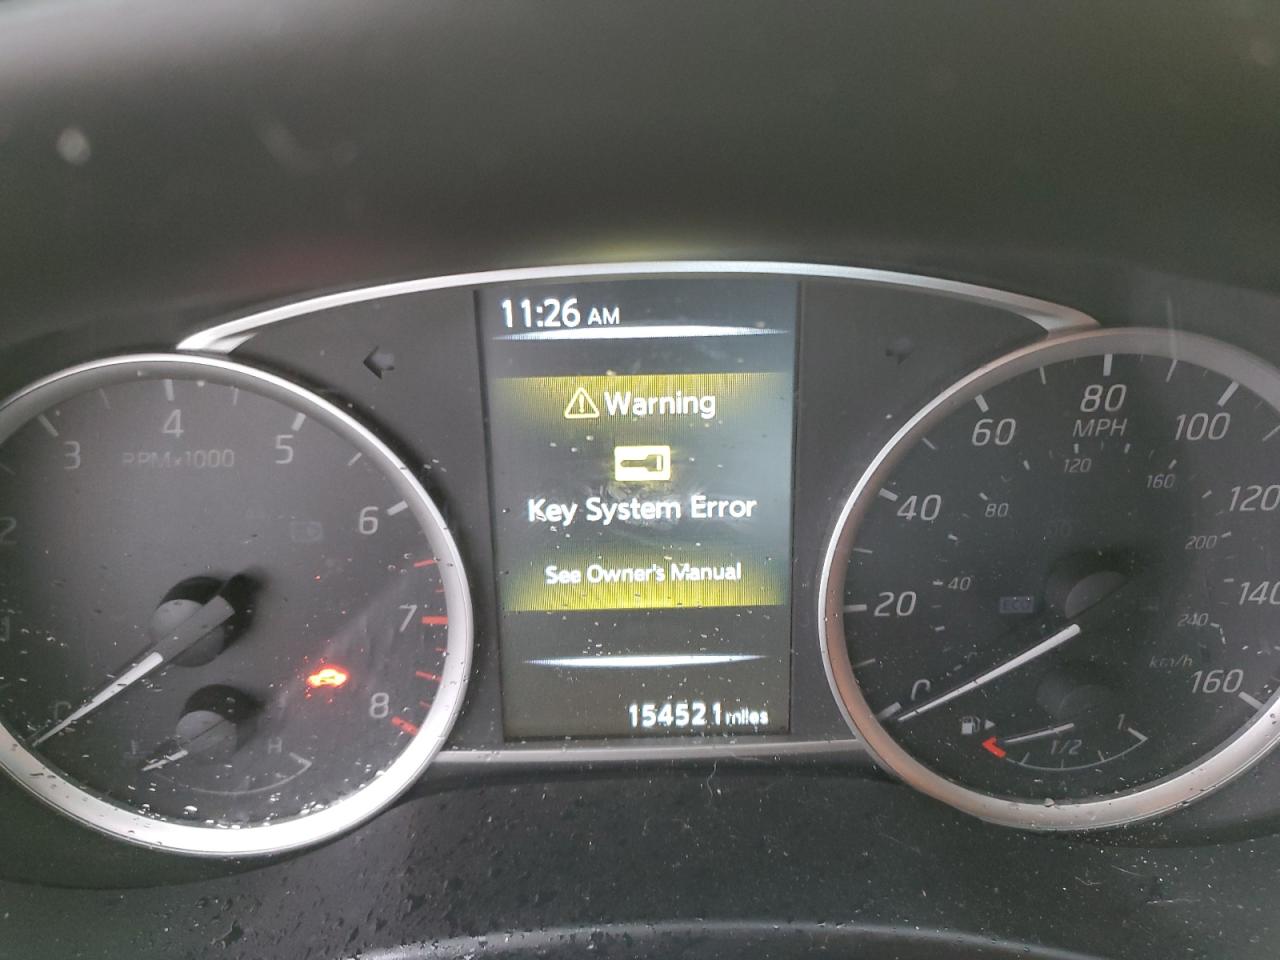 11:26 AM
Warning
Key System Error
See Owner's Manual
154521 miles
2
3
4
5
6
7
8
RPM×1000
C
H
0
20
40
60
80
100
120
140
160
MPH
40
80
120
160
200
240
km/h
ECO
1/2
1